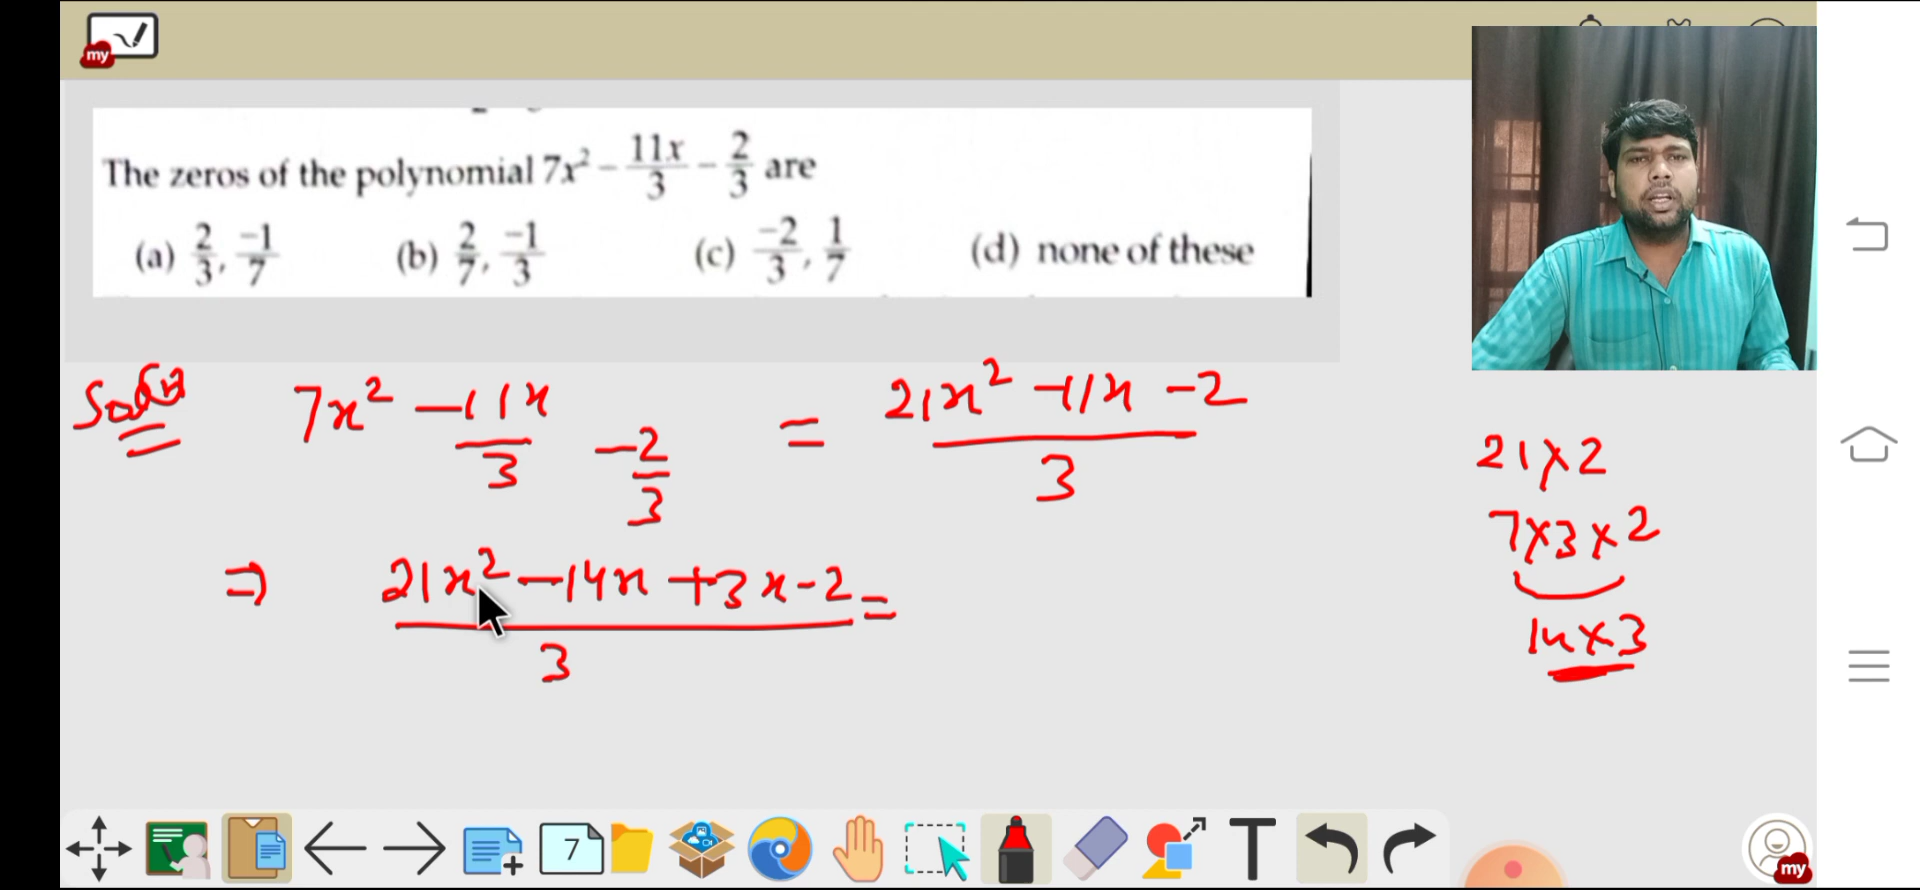 my
The zeros of the polynomial 7x² − 11x/3 − 2/3 are
(a) 2/3, −1/7 (b) 2/7, −1/3 (c) −2/3, 1/7 (d) none of these
Soln 7x² − 11x/3 − 2/3 = (21x² − 11x − 2)/3
21×2
7×3×2
14×3
⇒ (21x² − 14x + 3x − 2)/3 =
7
T
my